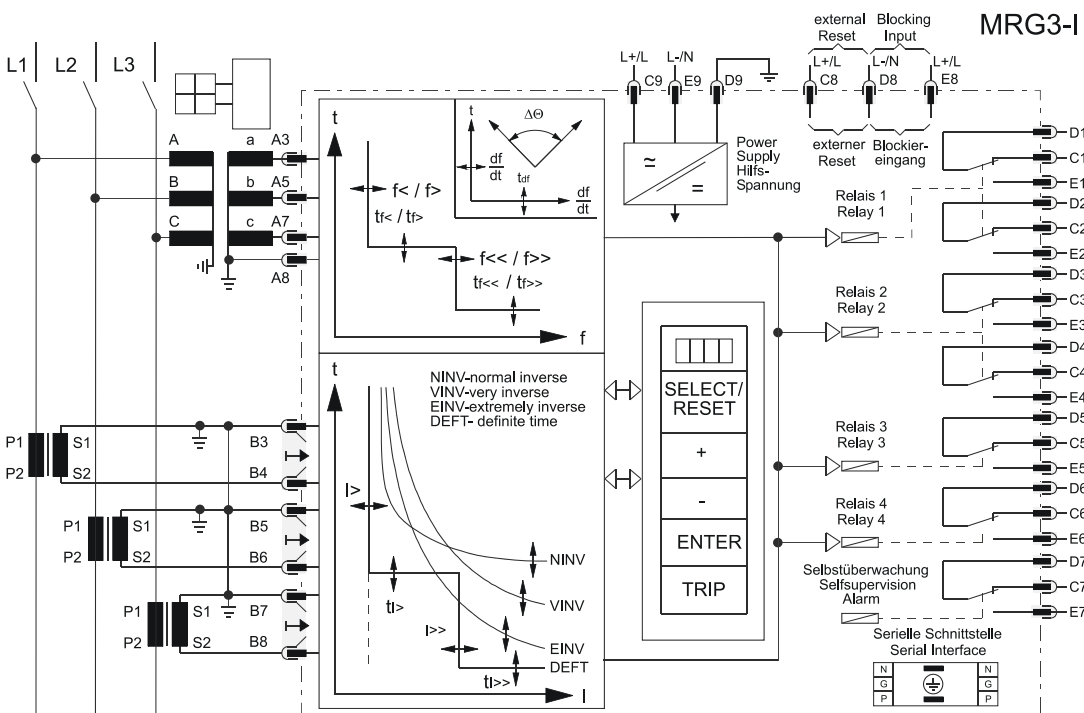 MRG3-I
external
Reset
Blocking
Input
L+/L
L-/N
L+/L
L-/N
L+/L
C9
E9
D9
C8
D8
E8
externer
Reset
Blockier-
eingang
Power
Supply
Hilfs-
Spannung
≃
=
L1
L2
L3
A
a
A3
B
b
A5
C
c
A7
A8
t
f< / f>
tf< / tf>
f<< / f>>
tf<< / tf>>
f
t
ΔΘ
df
dt
tdf
df
dt
t
NINV-normal inverse
VINV-very inverse
EINV-extremely inverse
DEFT- definite time
I>
tI>
I>>
tI>>
NINV
VINV
EINV
DEFT
I
P1
S1
P2
S2
B3
B4
P1
S1
P2
S2
B5
B6
P1
S1
P2
S2
B7
B8
SELECT/
RESET
+
-
ENTER
TRIP
Relais 1
Relay 1
Relais 2
Relay 2
Relais 3
Relay 3
Relais 4
Relay 4
Selbstüberwachung
Selfsupervision
Alarm
D1
C1
E1
D2
C2
E2
D3
C3
E3
D4
C4
E4
D5
C5
E5
D6
C6
E6
D7
C7
E7
Serielle Schnittstelle
Serial Interface
N
G
P
N
G
P